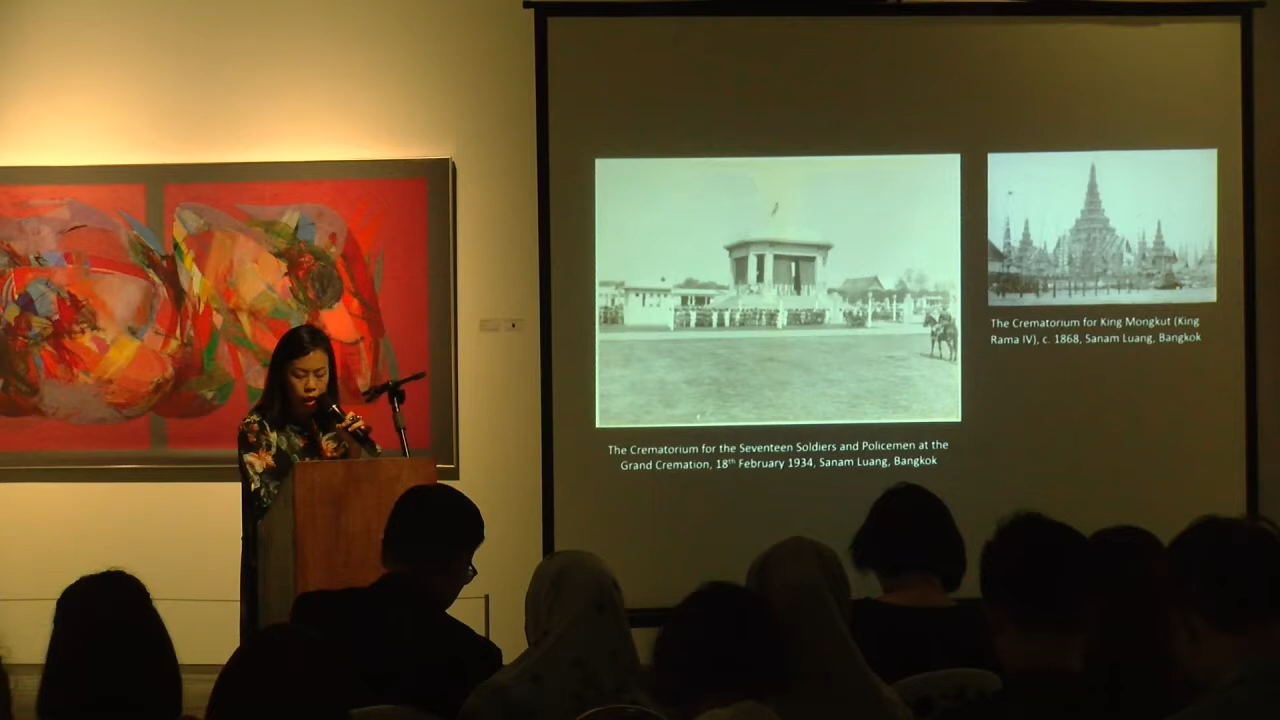 The Crematorium for the Seventeen Soldiers and Policemen at the
Grand Cremation, 18th February 1934, Sanam Luang, Bangkok
The Crematorium for King Mongkut (King
Rama IV), c. 1868, Sanam Luang, Bangkok